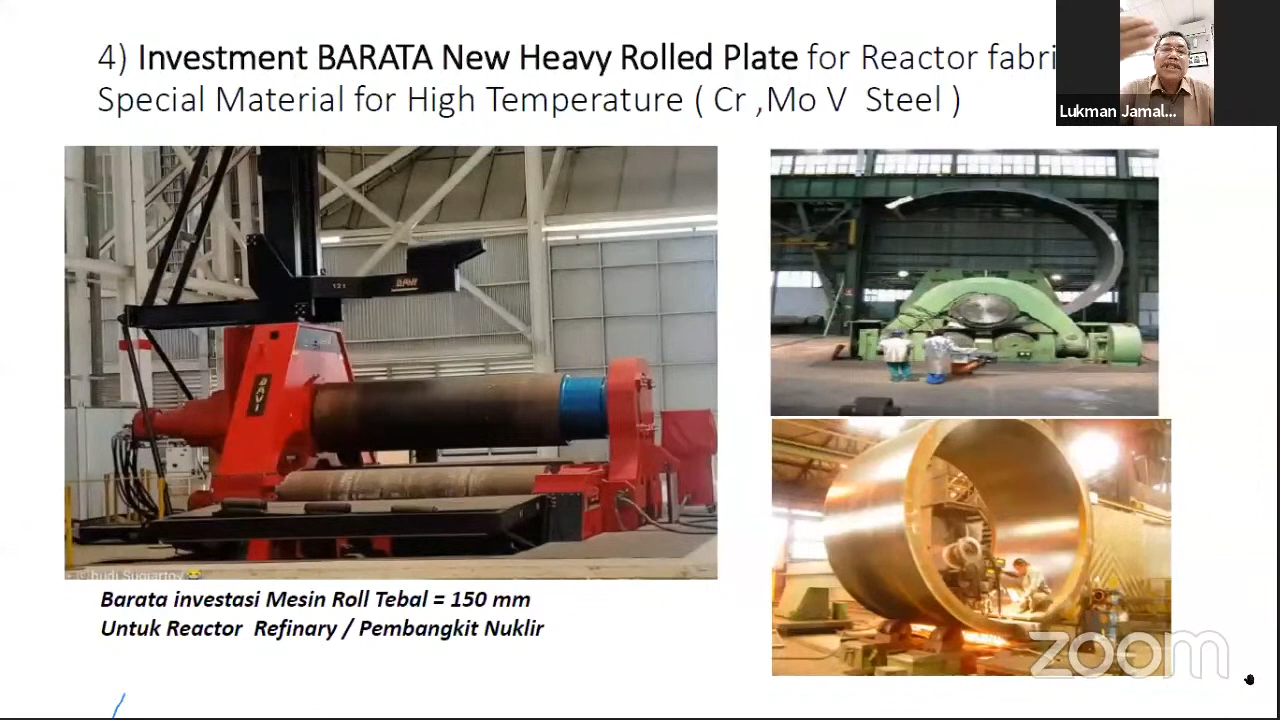 4) Investment BARATA New Heavy Rolled Plate for Reactor fabri
Special Material for High Temperature ( Cr ,Mo V Steel )
Lukman Jamal...
DAVI
DAVI
Barata investasi Mesin Roll Tebal = 150 mm
Untuk Reactor Refinary / Pembangkit Nuklir
zoom